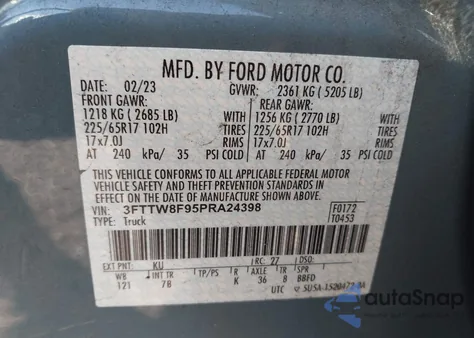 MFD. BY FORD MOTOR CO.
DATE: 02/23 GVWR: 2361 KG ( 5205 LB)
FRONT GAWR: REAR GAWR:
1218 KG ( 2685 LB) WITH 1256 KG ( 2770 LB) WITH
225/65R17 102H TIRES 225/65R17 102H TIRES
17x7.0J RIMS 17x7.0J RIMS
AT 240 kPa/ 35 PSI COLD AT 240 kPa/ 35 PSI COLD
THIS VEHICLE CONFORMS TO ALL APPLICABLE FEDERAL MOTOR
VEHICLE SAFETY AND THEFT PREVENTION STANDARDS IN EFFECT ON THE DATE OF MANUFACTURE SHOWN ABOVE.
VIN: 3FTTW8F95PRA24398 F0172
TYPE: Truck T0453
EXT PNT: KU RC: 27
WB INT TR TP/PS R AXLE TR S
121 7B K 36 8 BBFD
UTC
autoSnap